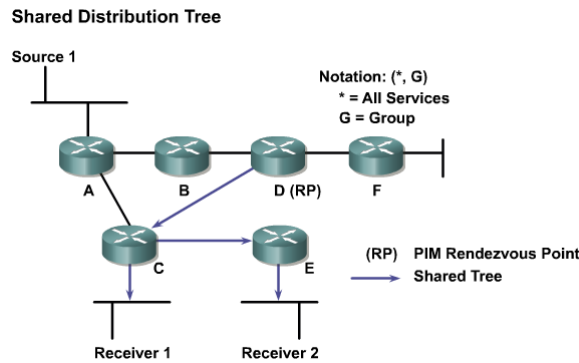 Shared Distribution Tree
Source 1
Notation: (*, G)
* = All Services
G = Group
A
B
D (RP)
F
C
E
(RP) PIM Rendezvous Point
Shared Tree
Receiver 1
Receiver 2